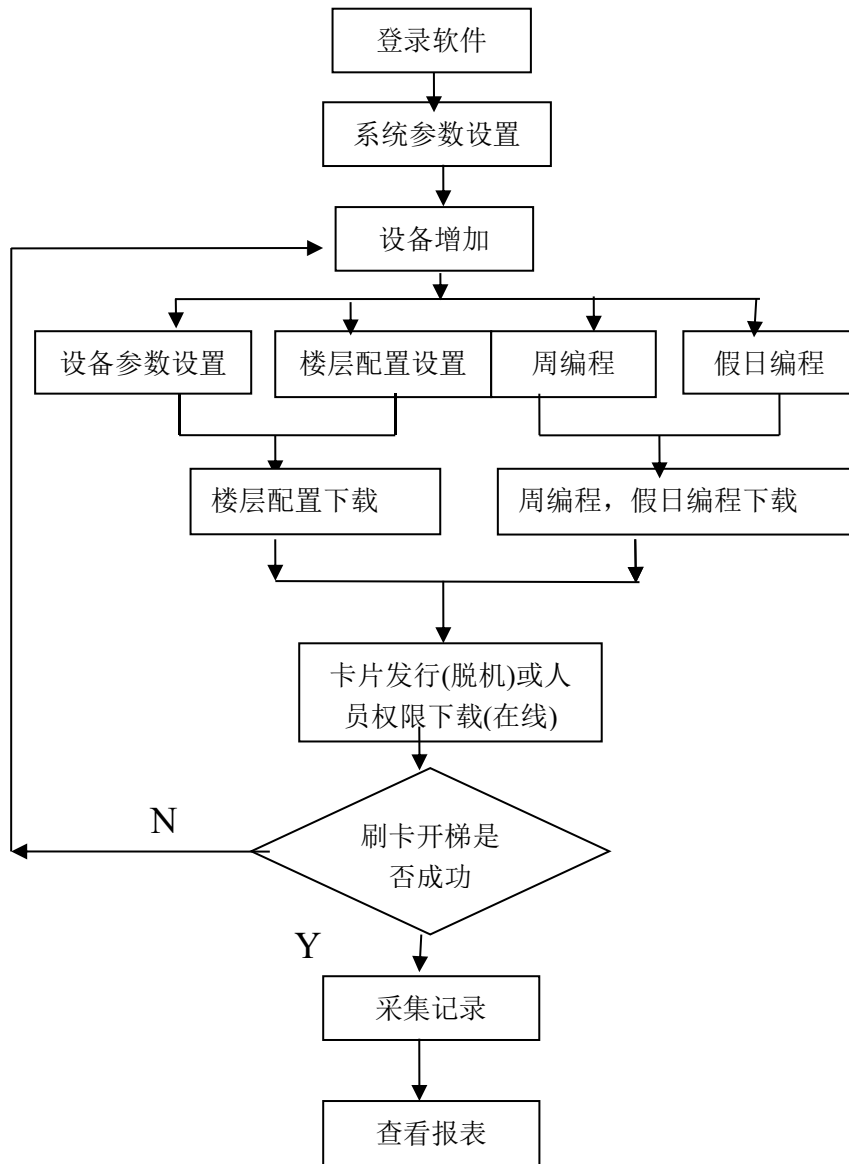 登录软件
系统参数设置
设备增加
设备参数设置
楼层配置设置
周编程
假日编程
楼层配置下载
周编程，假日编程下载
卡片发行(脱机)或人
员权限下载(在线)
N
刷卡开梯是
否成功
Y
采集记录
查看报表